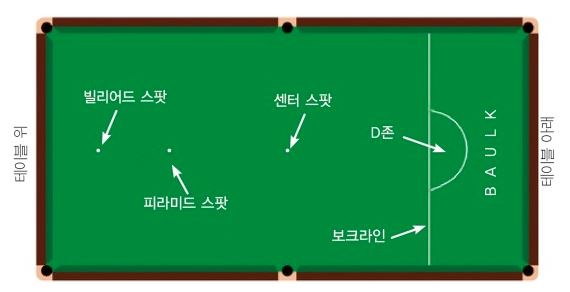 빌리어드 스팟
센터 스팟
D존
피라미드 스팟
보크라인
BAULK
테이블 위
테이블 아래